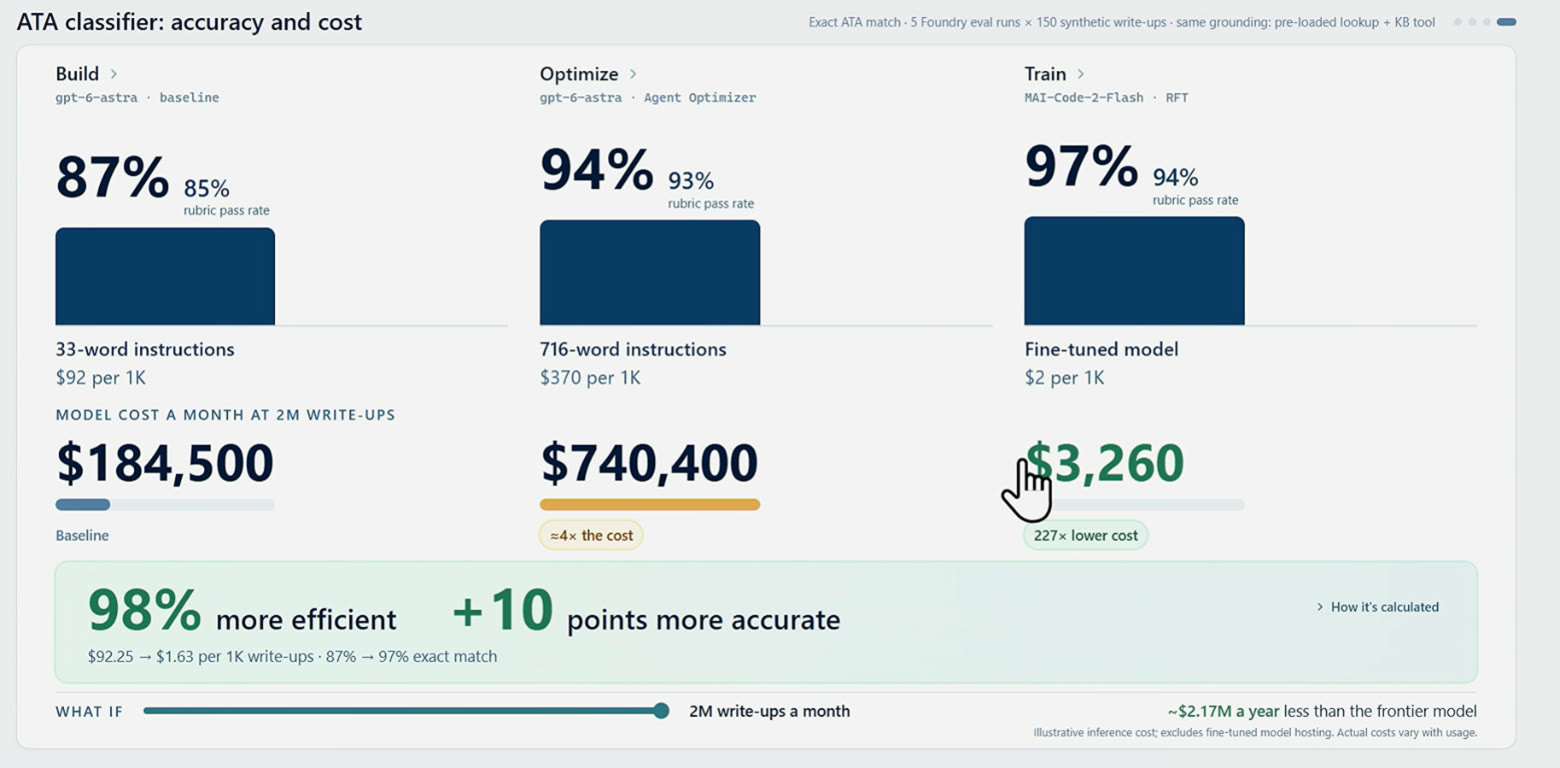 ATA classifier: accuracy and cost
Exact ATA match · 5 Foundry eval runs × 150 synthetic write-ups · same grounding: pre-loaded lookup + KB tool
Build >
gpt-6-astra · baseline
87% 85%
rubric pass rate
33-word instructions
$92 per 1K
Optimize >
gpt-6-astra · Agent Optimizer
94% 93%
rubric pass rate
716-word instructions
$370 per 1K
Train >
MAI-Code-2-Flash · RFT
97% 94%
rubric pass rate
Fine-tuned model
$2 per 1K
MODEL COST A MONTH AT 2M WRITE-UPS
$184,500
Baseline
$740,400
≈4× the cost
$3,260
227× lower cost
98% more efficient +10 points more accurate
$92.25 → $1.63 per 1K write-ups · 87% → 97% exact match
> How it's calculated
WHAT IF 2M write-ups a month
~$2.17M a year less than the frontier model
Illustrative inference cost; excludes fine-tuned model hosting. Actual costs vary with usage.